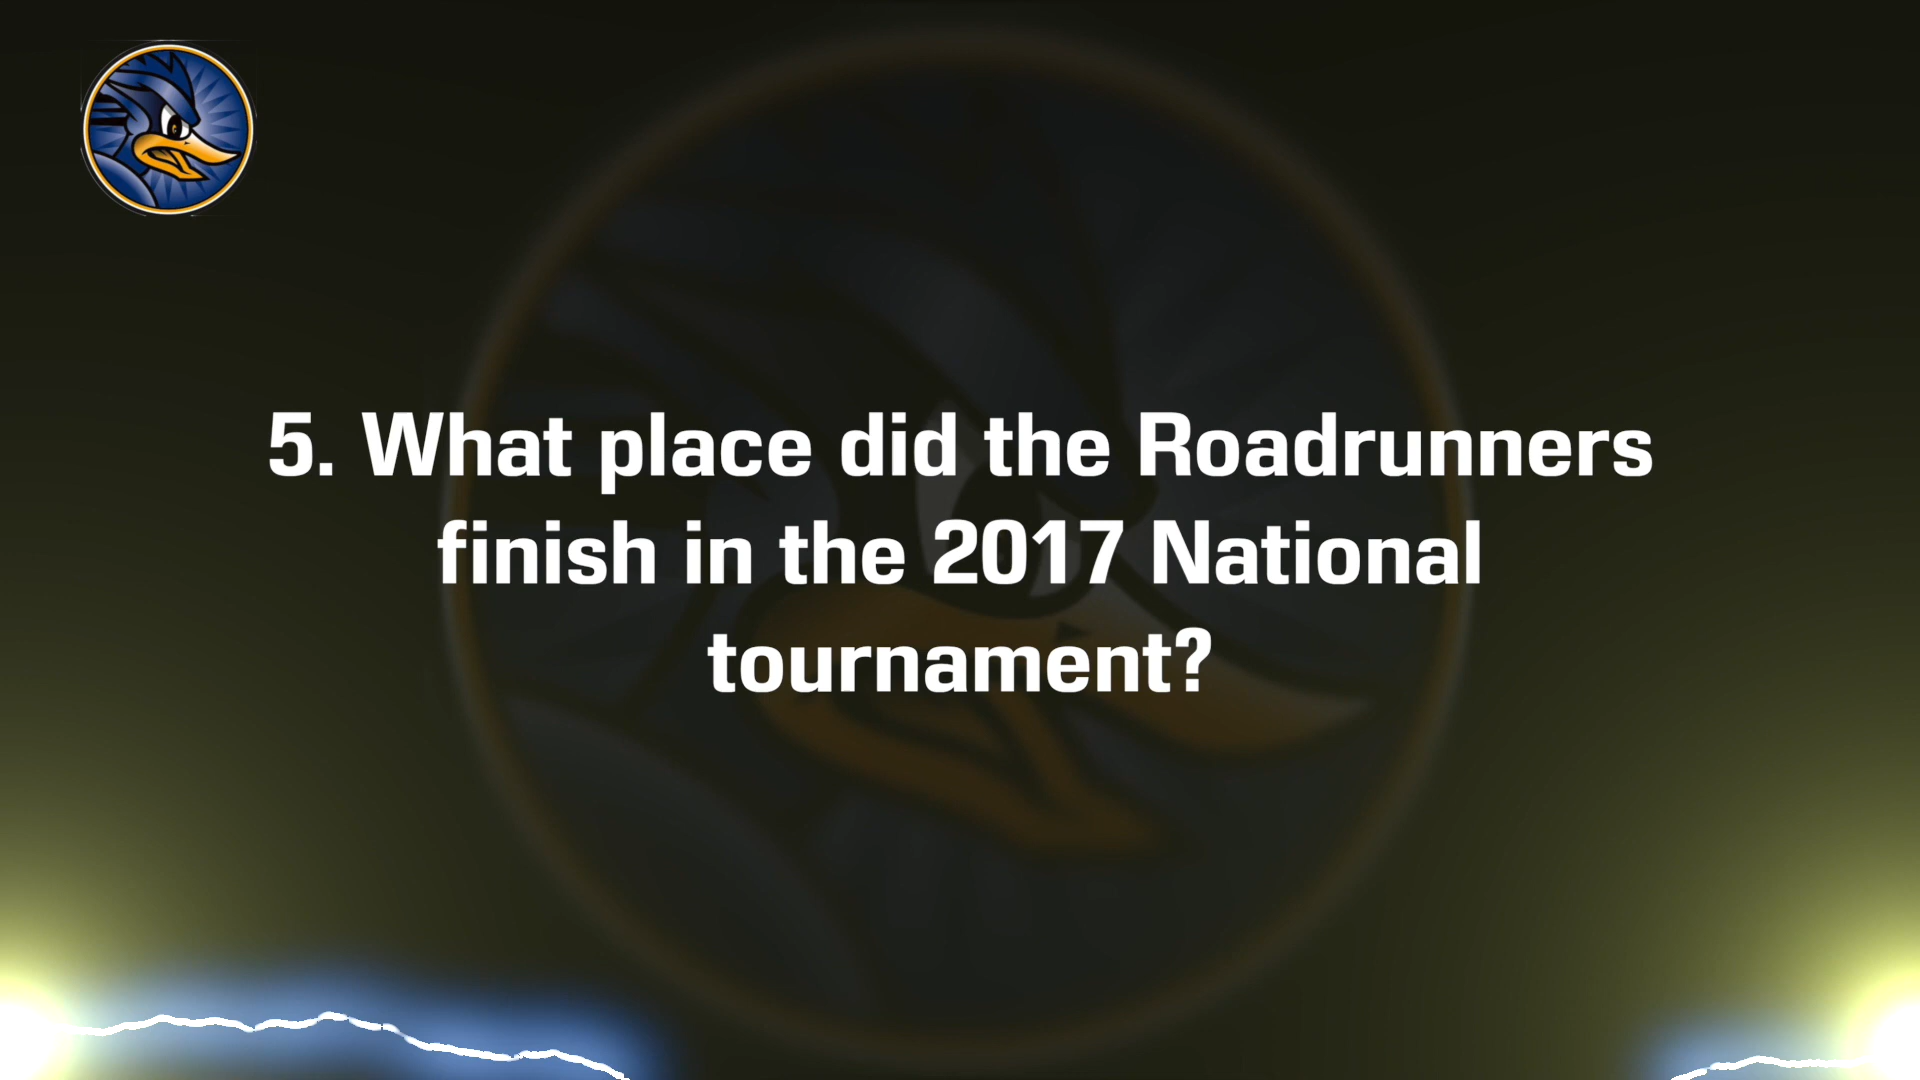 5. What place did the Roadrunners
finish in the 2017 National
tournament?